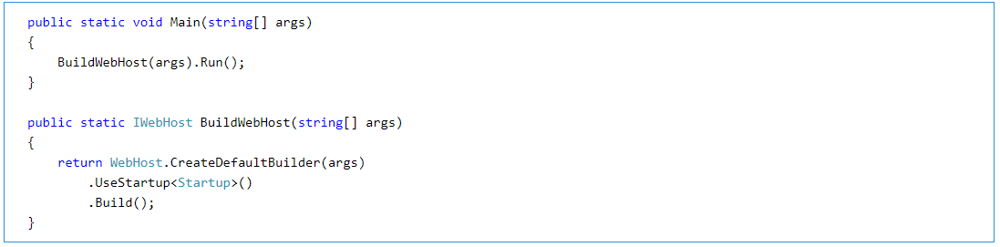 public static void Main(string[] args)
{
    BuildWebHost(args).Run();
}

public static IWebHost BuildWebHost(string[] args)
{
    return WebHost.CreateDefaultBuilder(args)
        .UseStartup<Startup>()
        .Build();
}